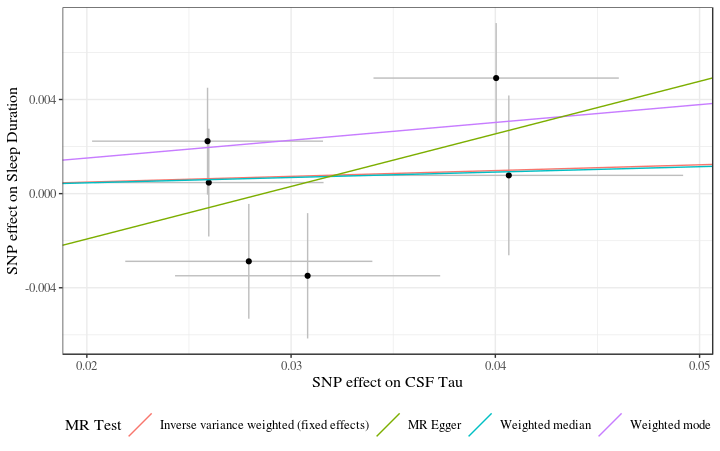 SNP effect on Sleep Duration
0.004
0.000
-0.004
0.02 0.03 0.04 0.05
SNP effect on CSF Tau
MR Test Inverse variance weighted (fixed effects) MR Egger Weighted median Weighted mode